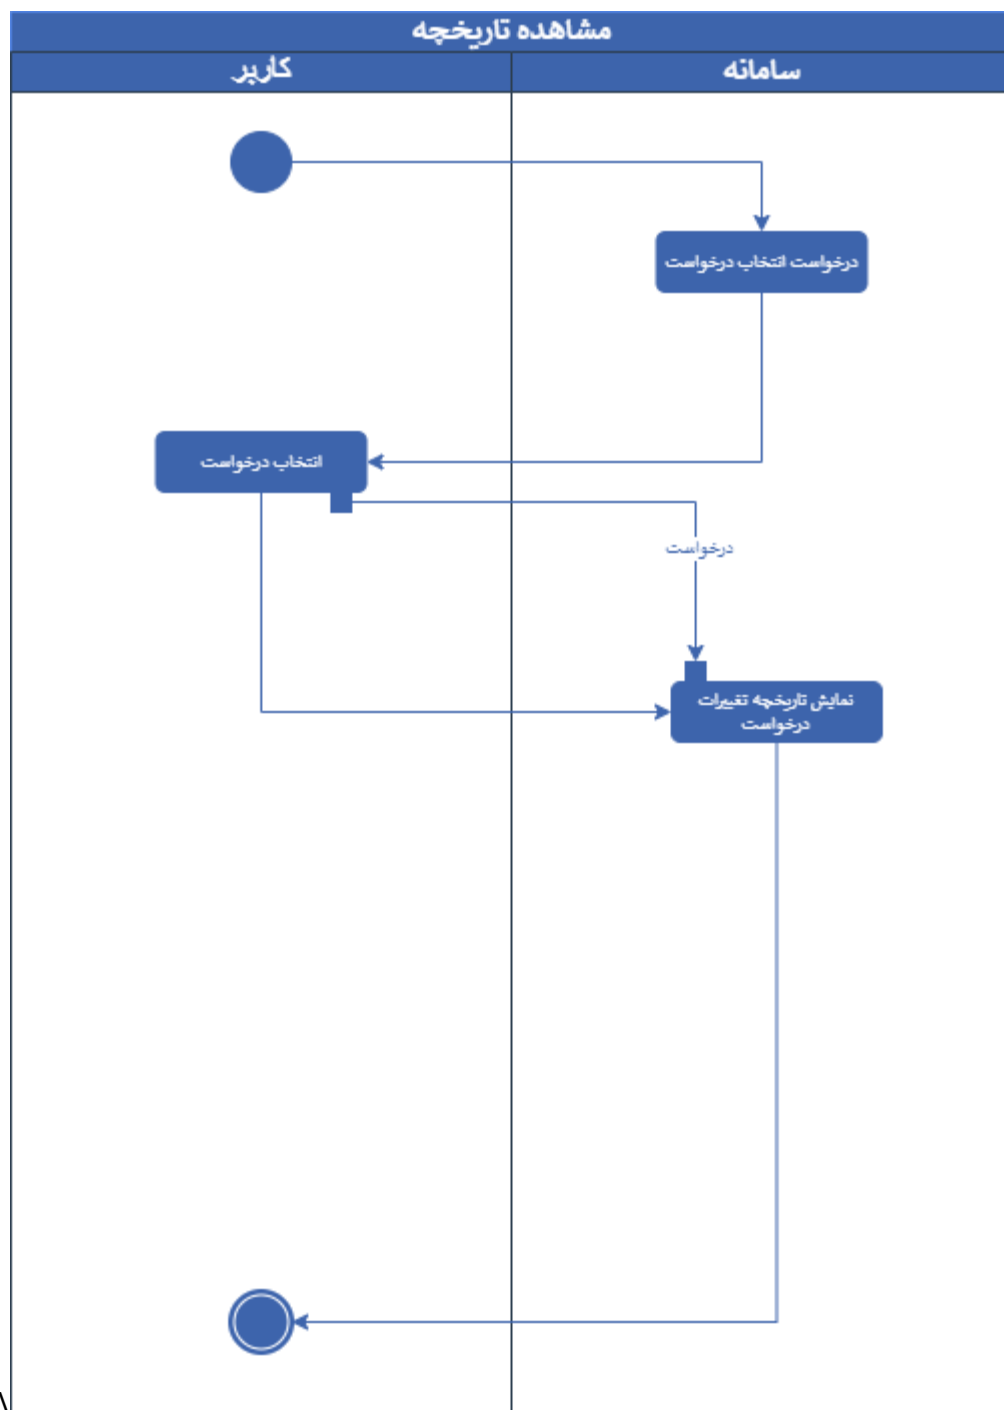 مشاهده تاریخچه
کاربر
سامانه
درخواست انتخاب درخواست
انتخاب درخواست
درخواست
نمایش تاریخچه تغییرات
درخواست
\